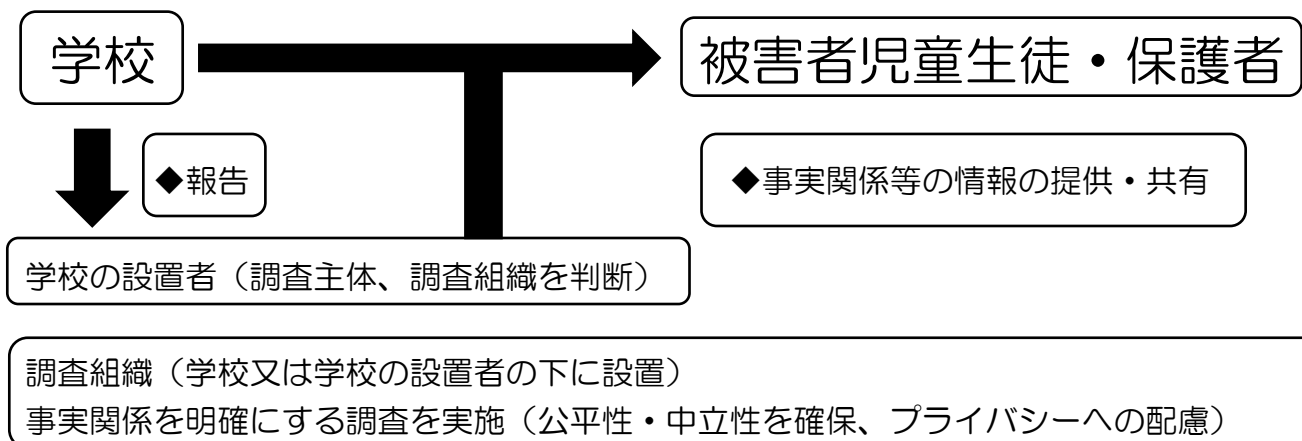 学校
被害者児童生徒・保護者
◆報告
◆事実関係等の情報の提供・共有
学校の設置者（調査主体、調査組織を判断）
調査組織（学校又は学校の設置者の下に設置）
事実関係を明確にする調査を実施（公平性・中立性を確保、プライバシーへの配慮）